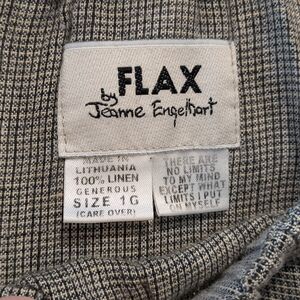 FLAX
by
Jeanne Engelhart
MADE IN
LITHUANIA
100% LINEN
GENEROUS
SIZE 1G
(CARE OVER)
THERE ARE
NO LIMITS
TO MY MIND
EXCEPT WHAT
LIMITS I PUT
ON MYSELF